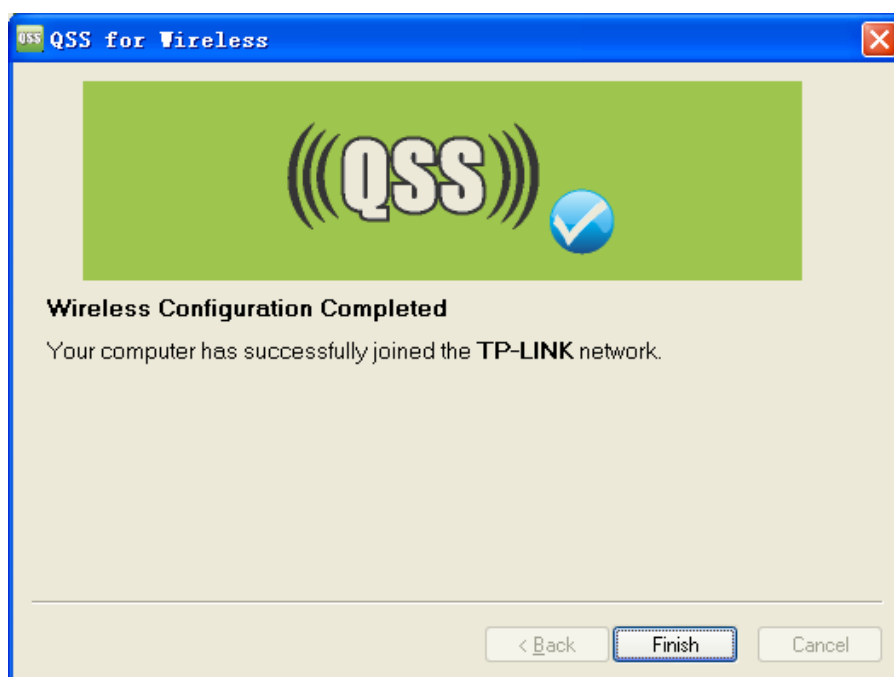 QSS QSS for Wireless
(((QSS)))
Wireless Configuration Completed
Your computer has successfully joined the TP-LINK network.
< Back Finish Cancel